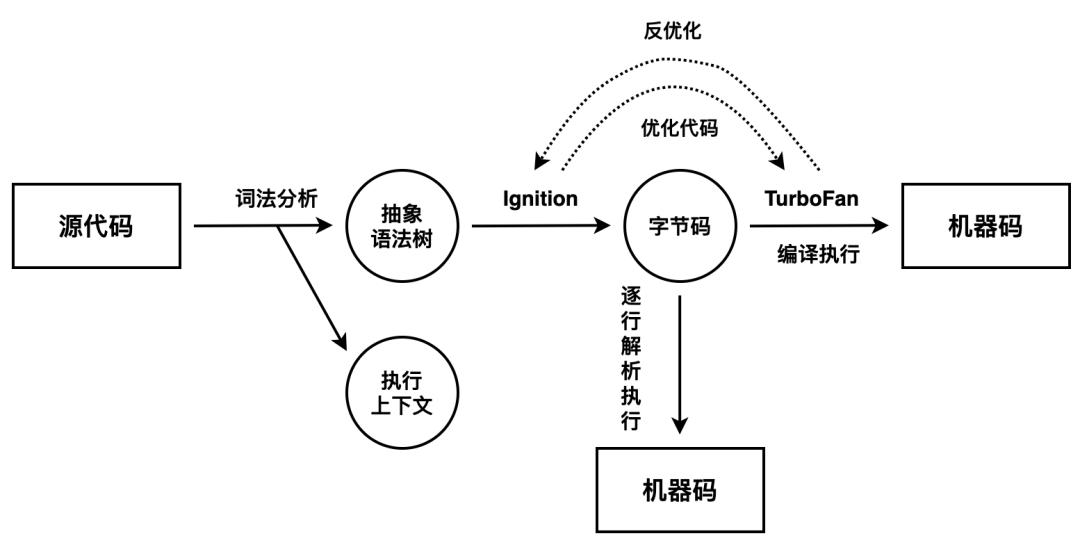 反优化
优化代码
源代码
词法分析
抽象
语法树
Ignition
字节码
TurboFan
编译执行
机器码
执行
上下文
逐
行
解
析
执
行
机器码